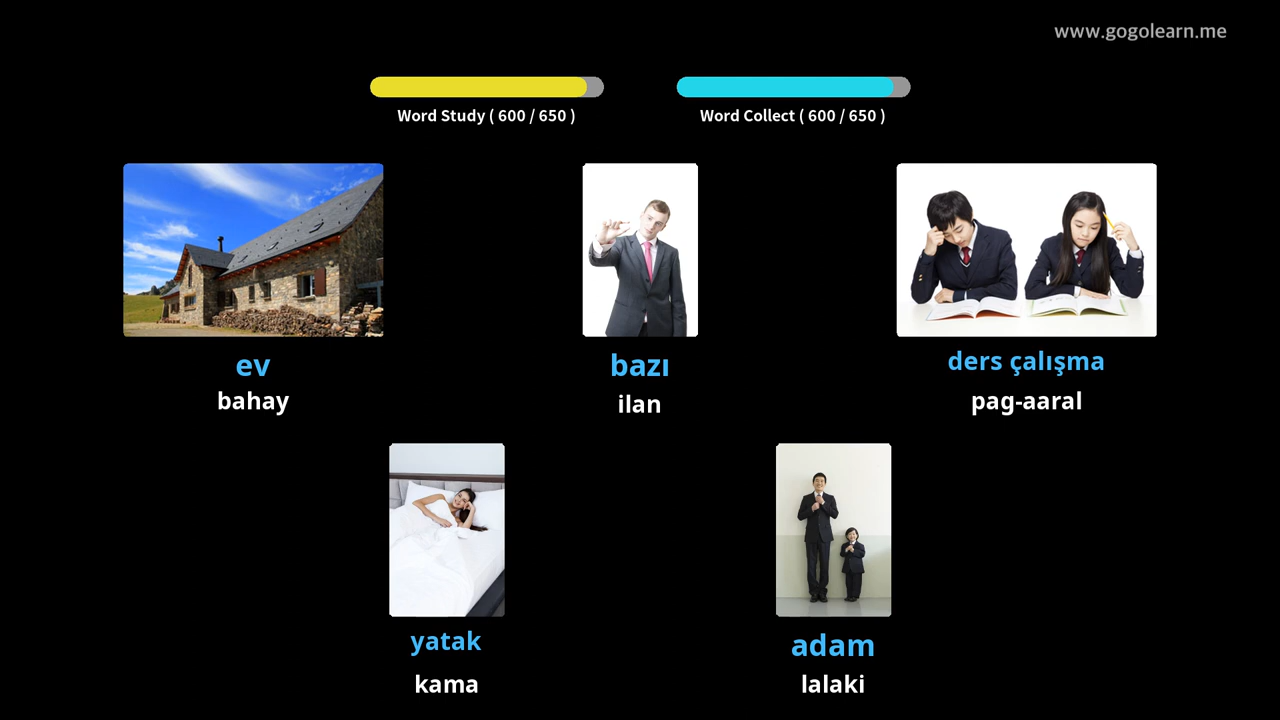 www.gogolearn.me
Word Study ( 600 / 650 )
Word Collect ( 600 / 650 )
ev
bahay
bazı
ilan
ders çalışma
pag-aaral
yatak
kama
adam
lalaki